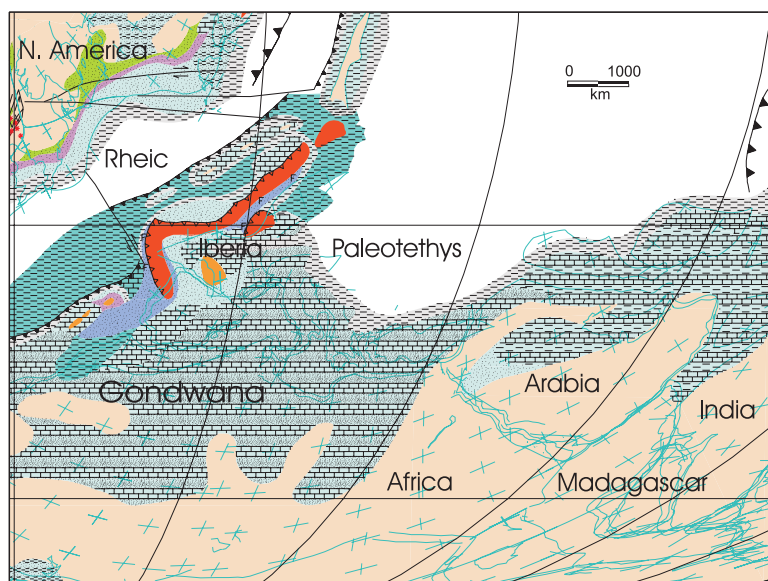 N. America
0 1000
km
Rheic
F
F
Iberia
Paleotethys
Gondwana
Arabia
India
Africa
Madagascar